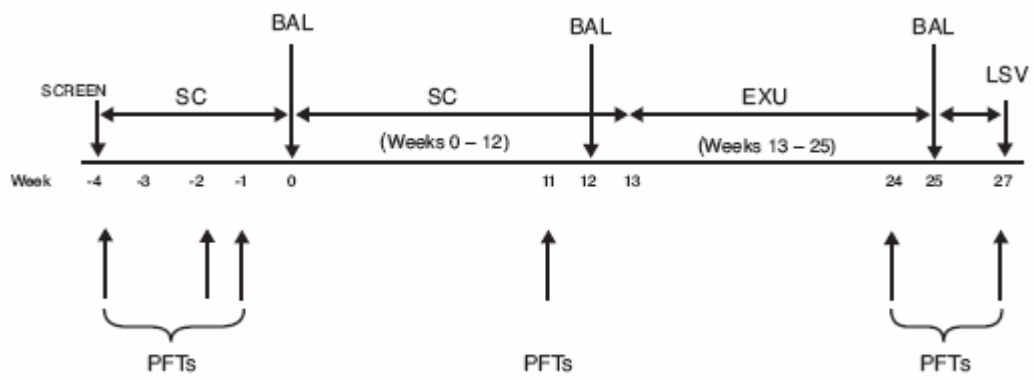 BAL BAL BAL
SCREEN SC SC EXU LSV
(Weeks 0 – 12) (Weeks 13 – 25)
Week -4 -3 -2 -1 0 11 12 13 24 25 27
PFTs PFTs PFTs